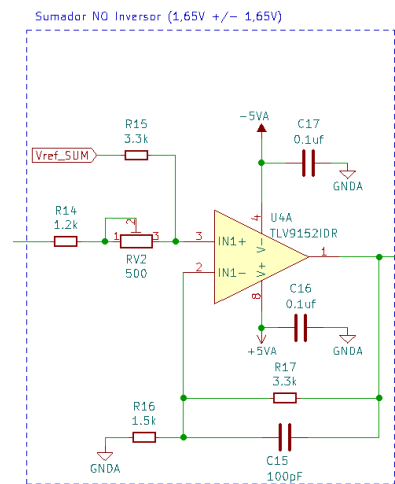 Sumador NO Inversor (1,65V +/- 1,65V)
-5VA
C17
0.1uf
GNDA
R15
3.3k
Vref_SUM
R14
1.2k
1
2
3
RV2
500
3
IN1+
2
IN1-
4
V-
U4A
TLV9152IDR
1
V+
8
C16
0.1uf
+5VA
GNDA
R17
3.3k
R16
1.5k
GNDA
C15
100pF